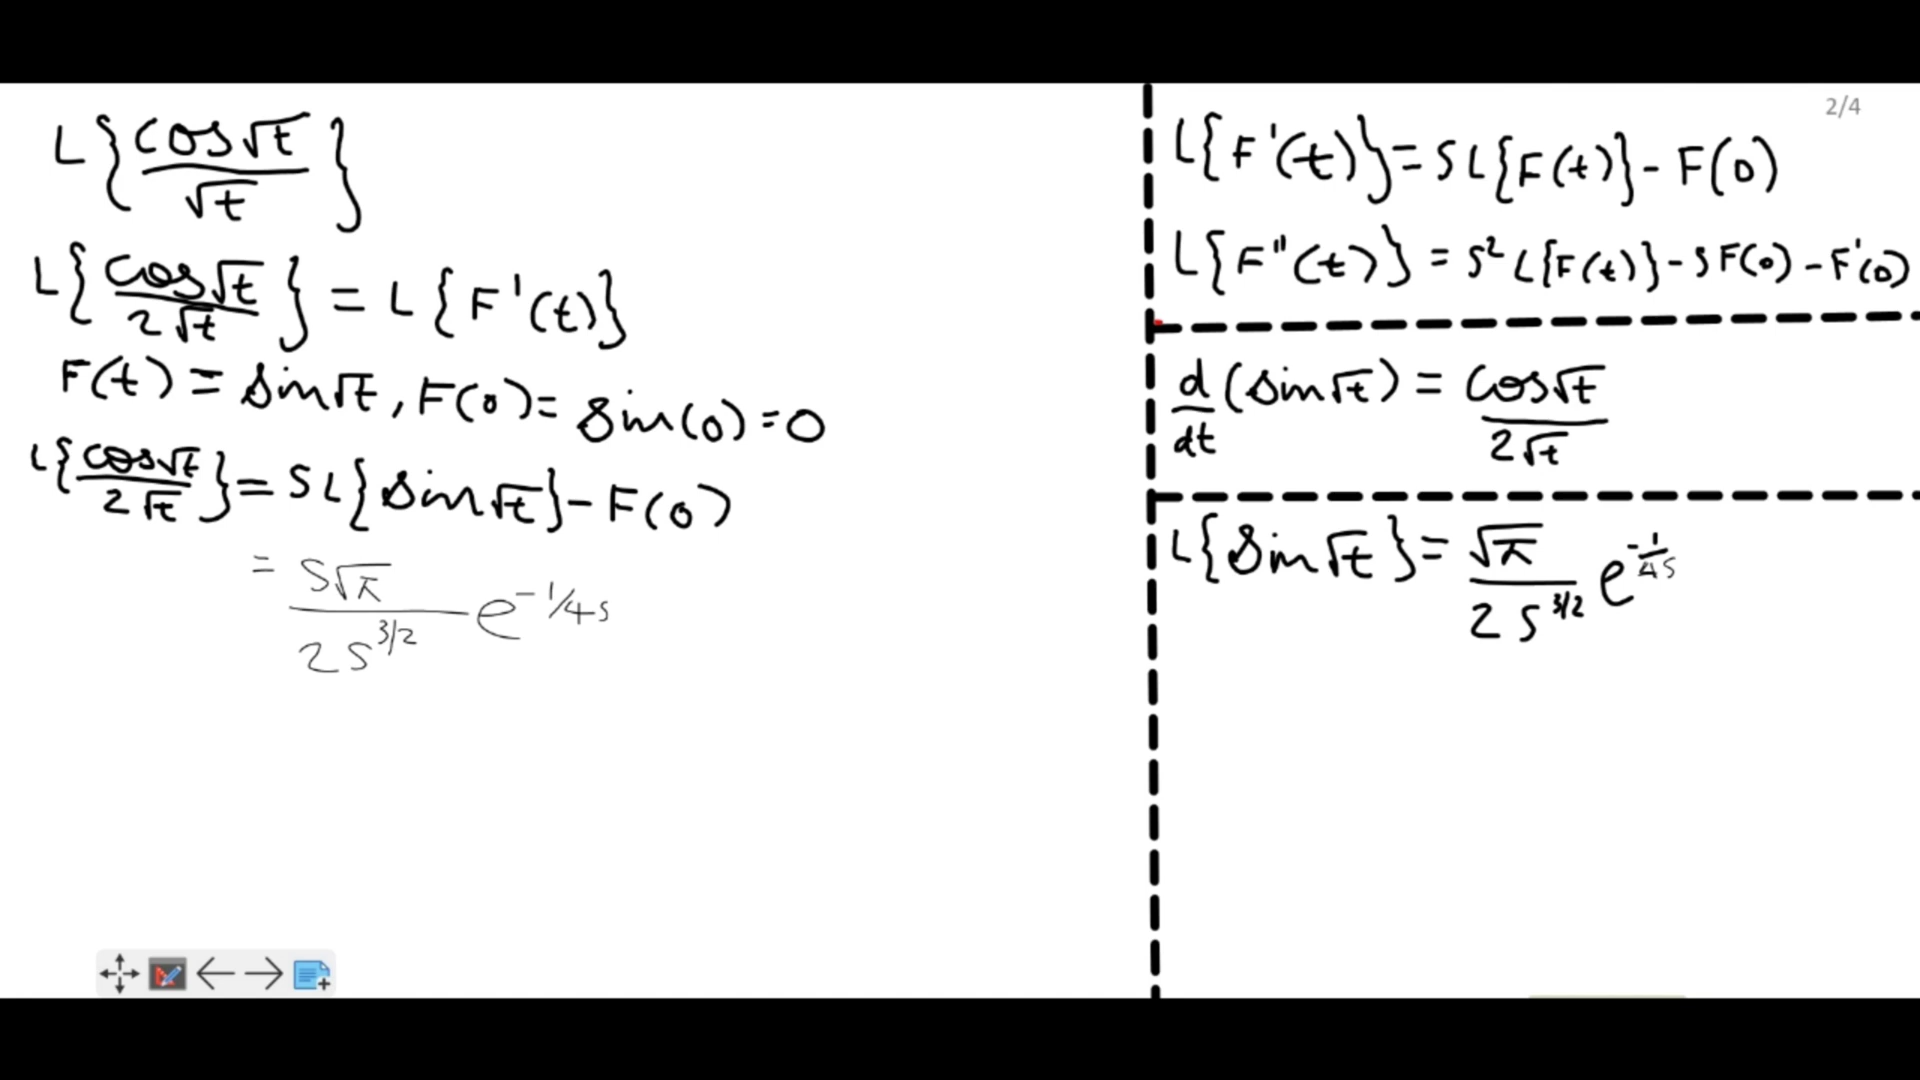 L{cos√t/√t}
L{cos√t/2√t} = L{F'(t)}
F(t) = sin√t, F(0) = sin(0) = 0
L{cos√t/2√t} = SL{sin√t} - F(0)
= S√π/2S^3/2 e^-1/4s
2/4
L{F'(t)} = SL{F(t)} - F(0)
L{F"(t)} = S²L{F(t)} - SF(0) - F'(0)
d/dt (sin√t) = cos√t/2√t
L{sin√t} = √π/2S^3/2 e^-1/4s